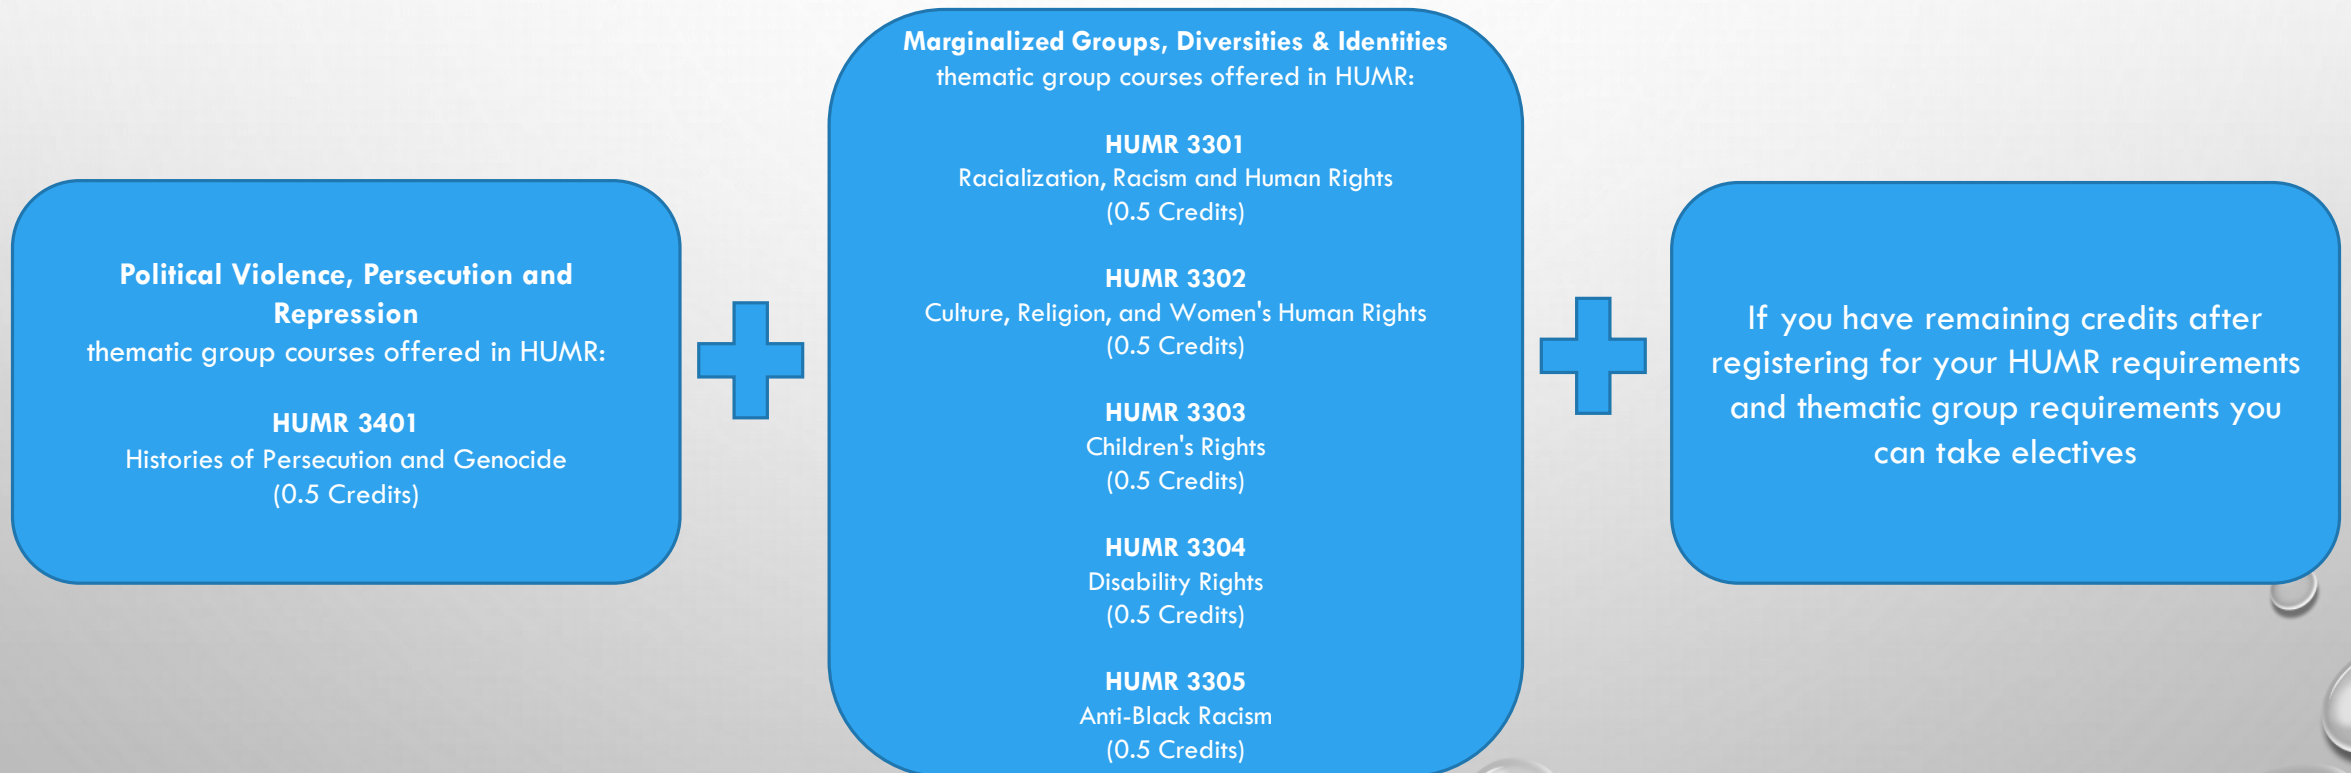 Political Violence, Persecution and
Repression
thematic group courses offered in HUMR:
HUMR 3401
Histories of Persecution and Genocide
(0.5 Credits)
Marginalized Groups, Diversities & Identities
thematic group courses offered in HUMR:
HUMR 3301
Racialization, Racism and Human Rights
(0.5 Credits)
HUMR 3302
Culture, Religion, and Women's Human Rights
(0.5 Credits)
HUMR 3303
Children's Rights
(0.5 Credits)
HUMR 3304
Disability Rights
(0.5 Credits)
HUMR 3305
Anti-Black Racism
(0.5 Credits)
If you have remaining credits after
registering for your HUMR requirements
and thematic group requirements you
can take electives